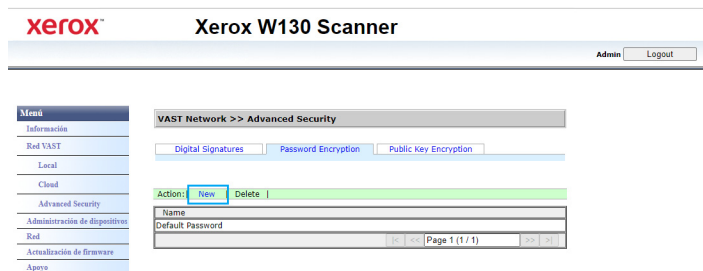 xerox™ Xerox W130 Scanner
Admin Logout
Menú
Información
Red VAST
Local
Cloud
Advanced Security
Administración de dispositivos
Red
Actualización de firmware
Apoyo
VAST Network >> Advanced Security
Digital Signatures Password Encryption Public Key Encryption
Action:| New | Delete |
Name
Default Password
|< << Page 1 (1 / 1) >> >|